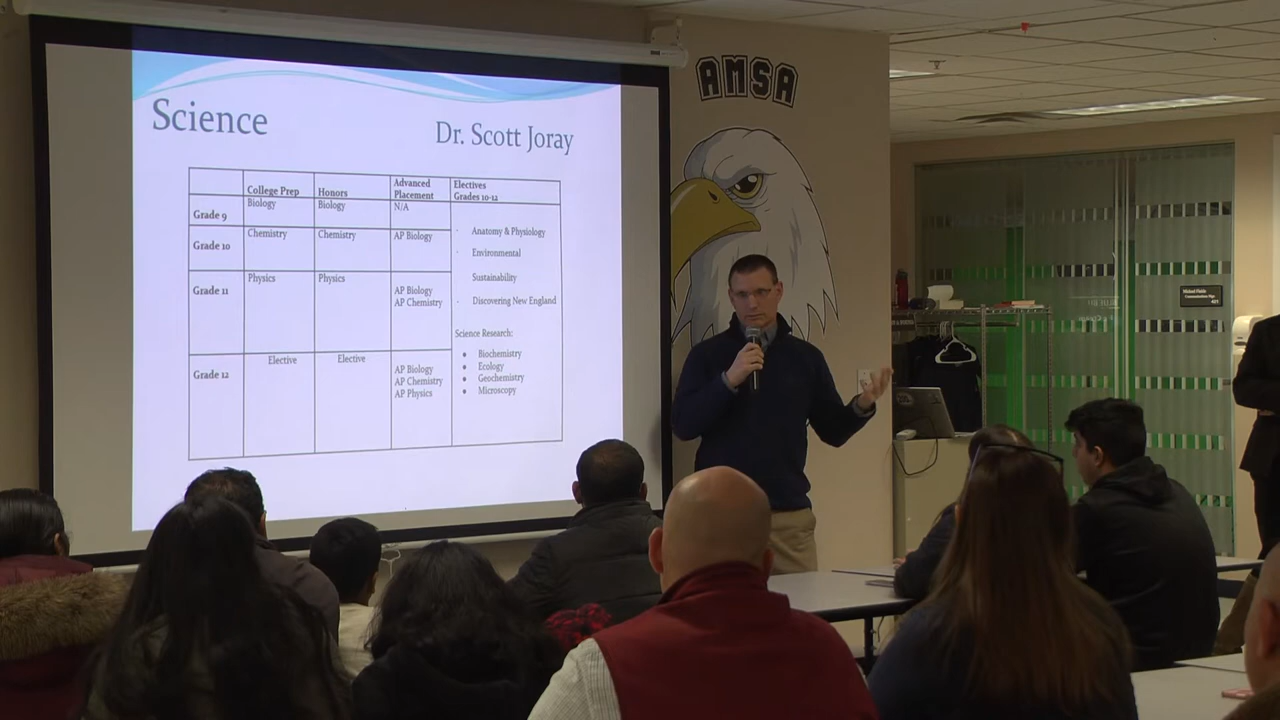 AMSA
Science
Dr. Scott Joray
College Prep Honors Advanced Placement Electives Grades 10-12
Grade 9 Biology Biology N/A
Grade 10 Chemistry Chemistry AP Biology
Grade 11 Physics Physics AP Biology AP Chemistry
Grade 12 Elective Elective AP Biology AP Chemistry AP Physics
- Anatomy & Physiology
- Environmental
Sustainability
- Discovering New England
Science Research:
• Biochemistry
• Ecology
• Geochemistry
• Microscopy